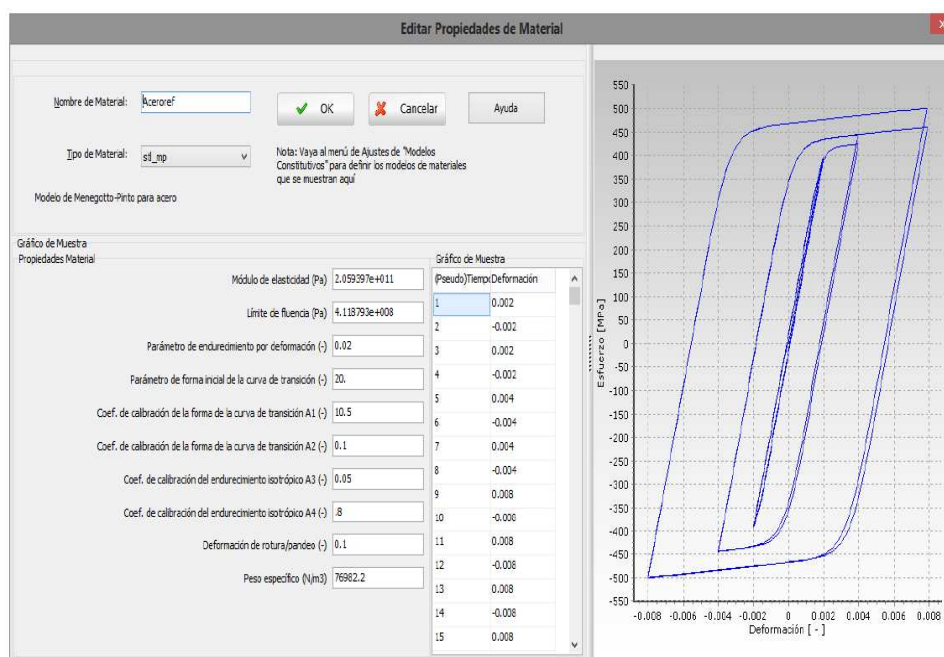 Editar Propiedades de Material
x
Nombre de Material:
Aceroref
OK
Cancelar
Ayuda
Tipo de Material:
stl_mp
Nota: Vaya al menú de Ajustes de "Modelos
Constitutivos" para definir los modelos de materiales
que se muestran aquí
Modelo de Menegotto-Pinto para acero
Gráfico de Muestra
Propiedades Material
Módulo de elasticidad (Pa) 2.059397e+011
Límite de fluencia (Pa) 4.118793e+008
Parámetro de endurecimiento por deformación (-) 0.02
Parámetro de forma inicial de la curva de transición (-) 20.
Coef. de calibración de la forma de la curva de transición A1 (-) 10.5
Coef. de calibración de la forma de la curva de transición A2 (-) 0.1
Coef. de calibración del endurecimiento isotrópico A3 (-) 0.05
Coef. de calibración del endurecimiento isotrópico A4 (-) .8
Deformación de rotura/pandeo (-) 0.1
Peso específico (N/m3) 76982.2
Gráfico de Muestra
(Pseudo)Tiempo Deformación
1 0.002
2 -0.002
3 0.002
4 -0.002
5 0.004
6 -0.004
7 0.004
8 -0.004
9 0.008
10 -0.008
11 0.008
12 -0.008
13 0.008
14 -0.008
15 0.008
Esfuerzo [MPa]
550
500
450
400
350
300
250
200
150
100
50
0
-50
-100
-150
-200
-250
-300
-350
-400
-450
-500
-550
-0.008 -0.006 -0.004 -0.002 0 0.002 0.004 0.006 0.008
Deformación [ - ]